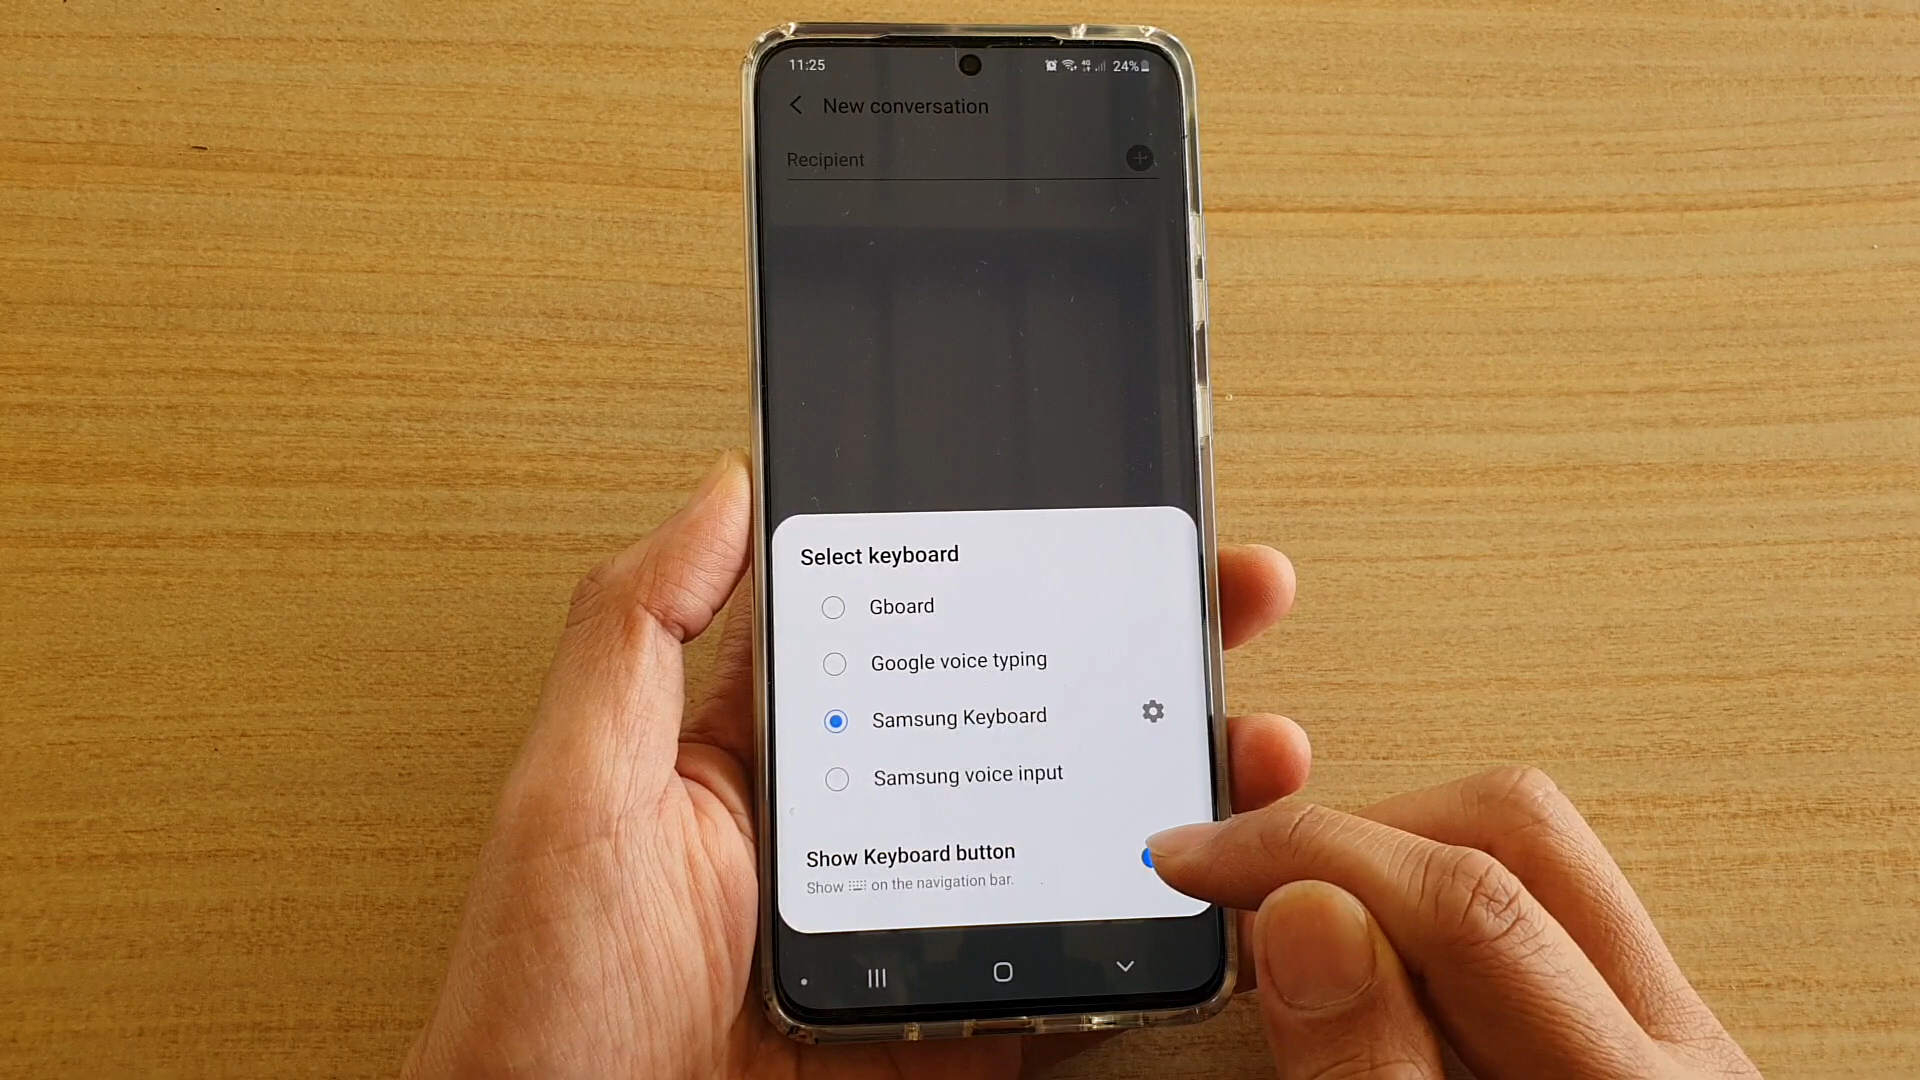 11:25
4G 24%
New conversation
Recipient
Select keyboard
Gboard
Google voice typing
Samsung Keyboard
Samsung voice input
Show Keyboard button
Show on the navigation bar.